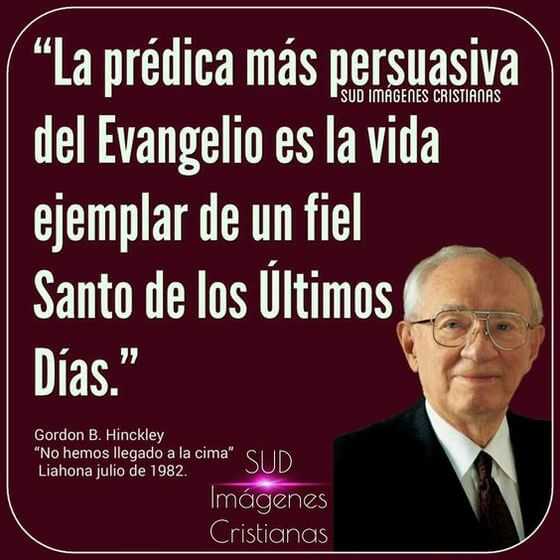 “La prédica más persuasiva
SUD IMÁGENES CRISTIANAS
del Evangelio es la vida
ejemplar de un fiel
Santo de los Últimos
Días.”
Gordon B. Hinckley
“No hemos llegado a la cima”
Liahona julio de 1982.
SUD
Imágenes
Cristianas